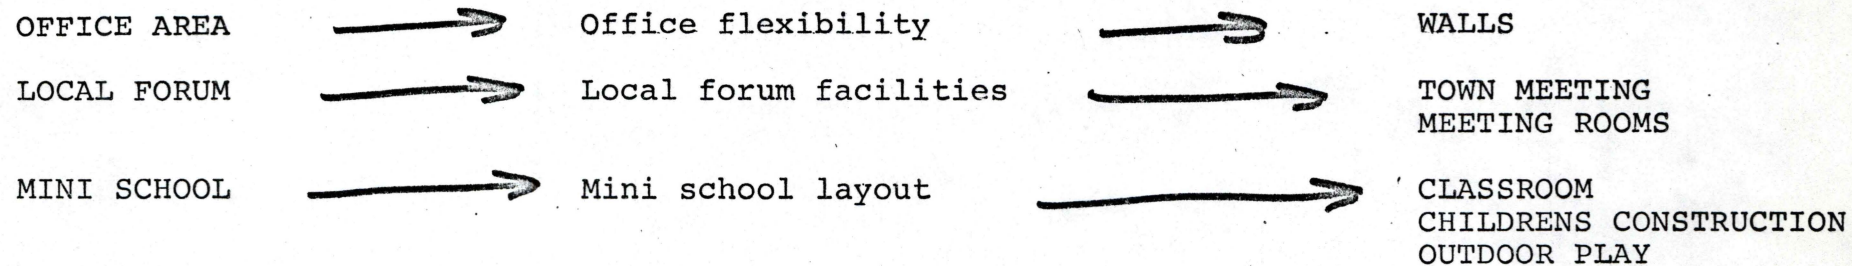 OFFICE AREA Office flexibility WALLS
LOCAL FORUM Local forum facilities TOWN MEETING
MEETING ROOMS
MINI SCHOOL Mini school layout CLASSROOM
CHILDRENS CONSTRUCTION
OUTDOOR PLAY